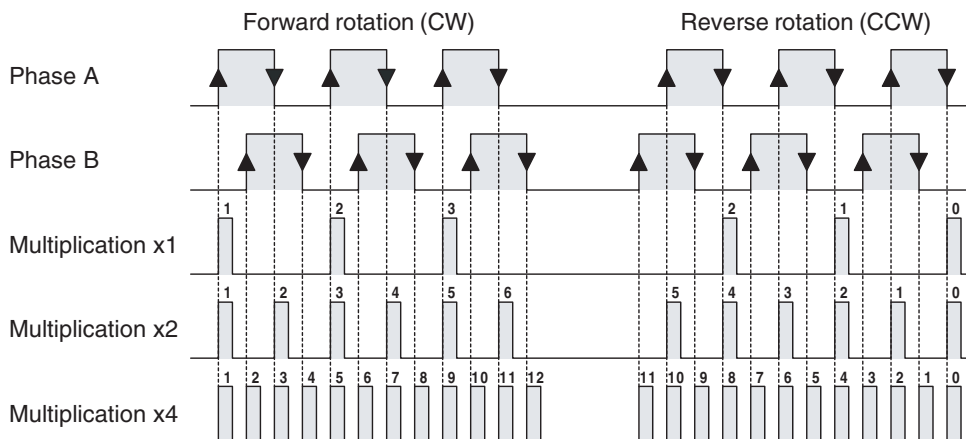 Forward rotation (CW) Reverse rotation (CCW)
Phase A
Phase B
1 2 3 2 1 0
Multiplication x1
1 2 3 4 5 6 5 4 3 2 1 0
Multiplication x2
1 2 3 4 5 6 7 8 9 10 11 12 11 10 9 8 7 6 5 4 3 2 1 0
Multiplication x4